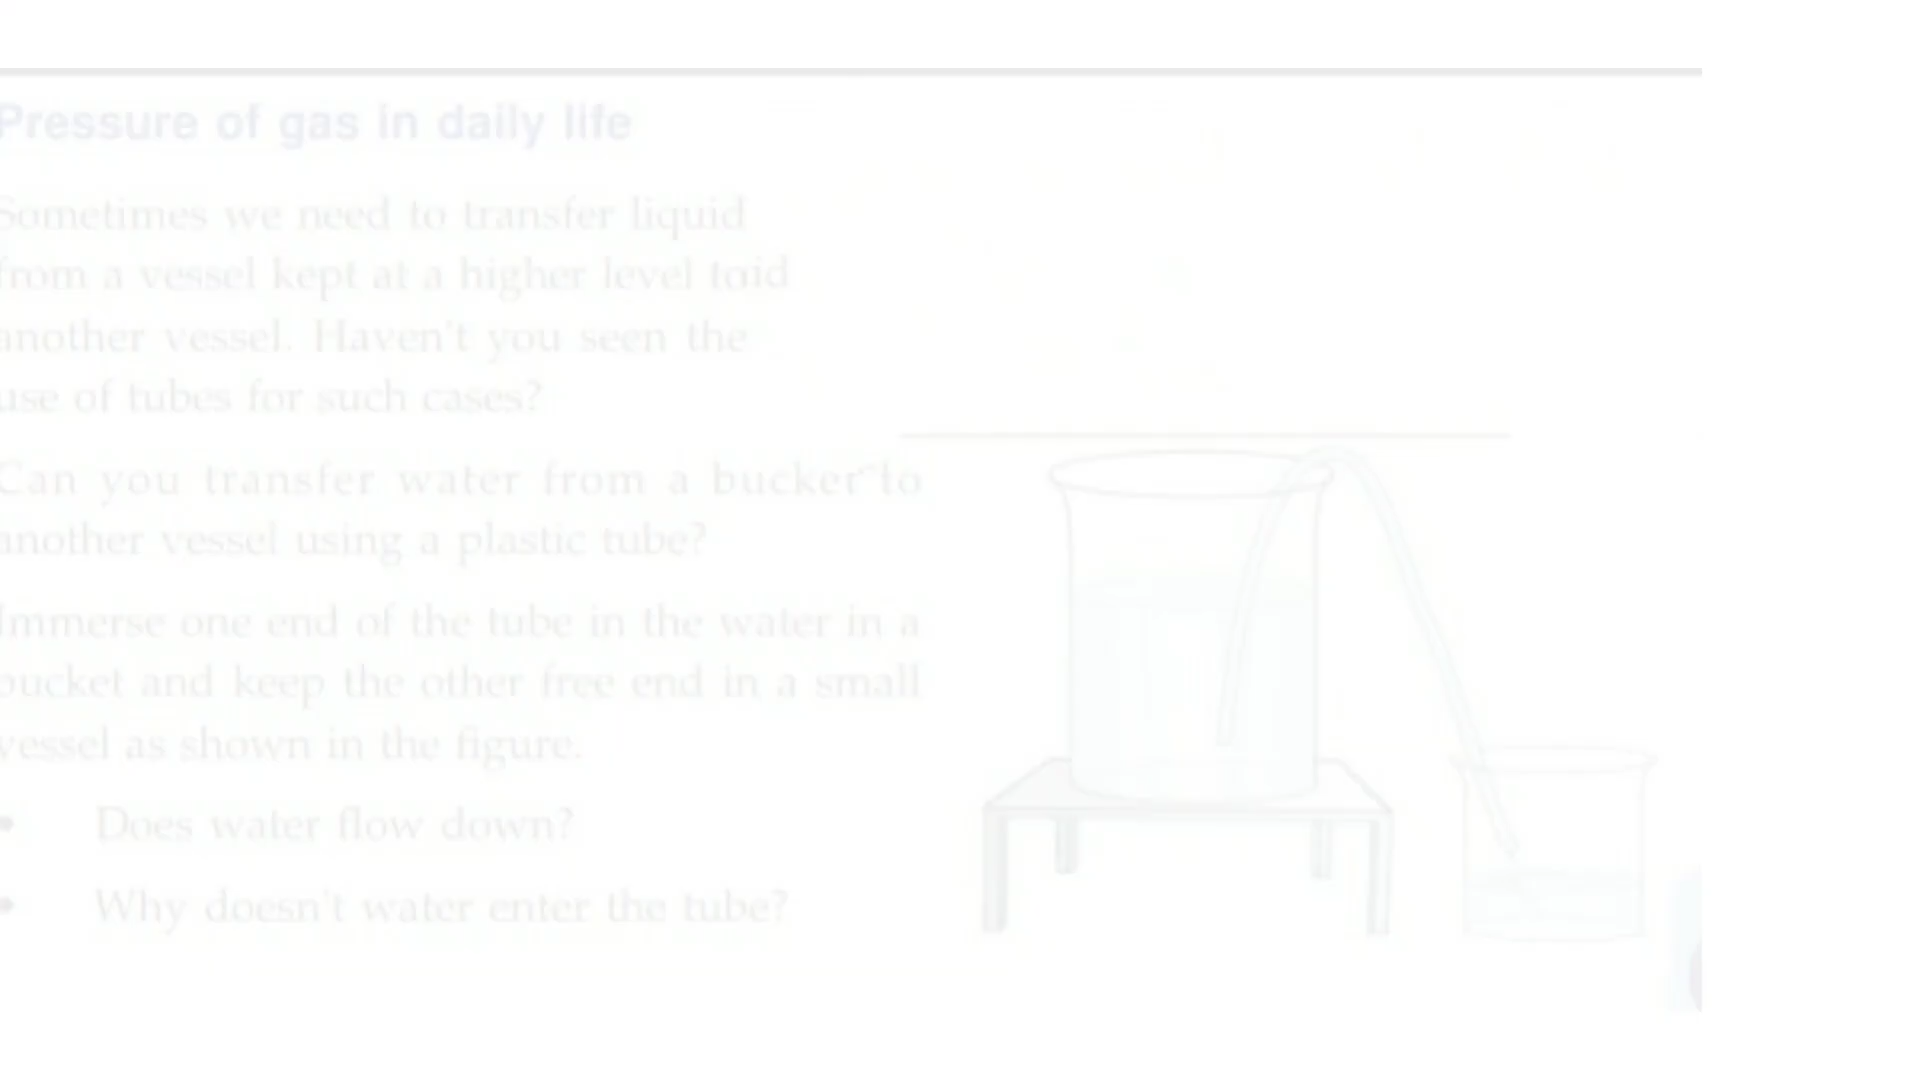 Pressure of gas in daily life
Sometimes we need to transfer liquid
from a vessel kept at a higher level toid
another vessel. Haven't you seen the
use of tubes for such cases?
Can you transfer water from a bucker to
another vessel using a plastic tube?
Immerse one end of the tube in the water in a
bucket and keep the other free end in a small
vessel as shown in the figure.
• Does water flow down?
• Why doesn't water enter the tube?